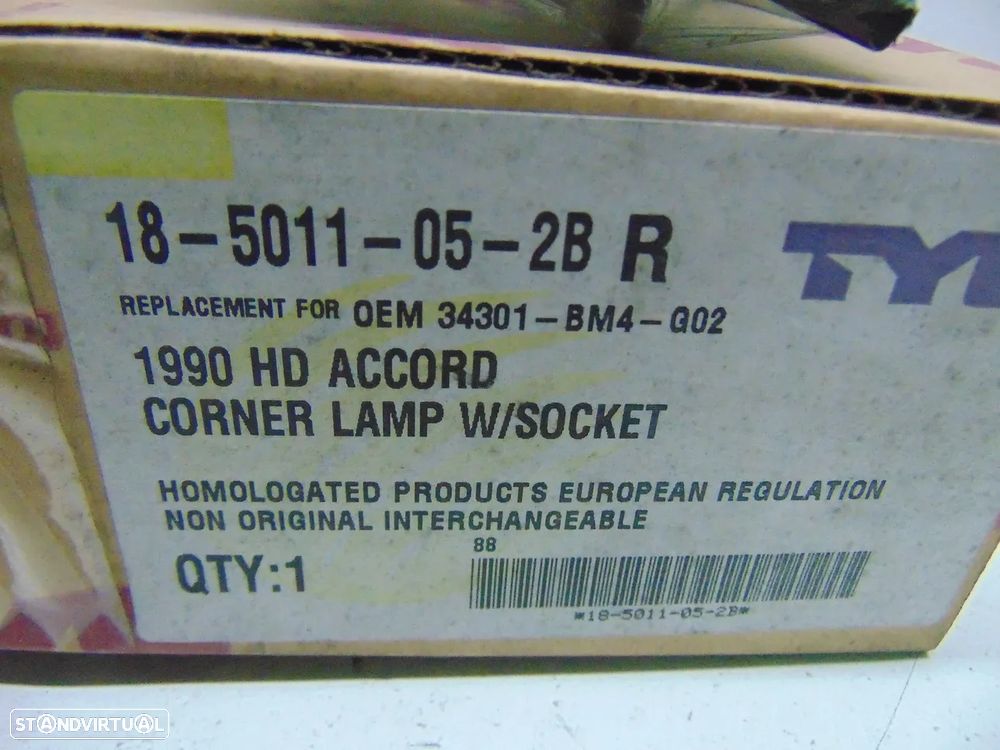 18-5011-05-2B R
TY
REPLACEMENT FOR OEM 34301-BM4-G02
1990 HD ACCORD
CORNER LAMP W/SOCKET
HOMOLOGATED PRODUCTS EUROPEAN REGULATION
NON ORIGINAL INTERCHANGEABLE
88
QTY:1
*18-5011-05-2B*
STANDVIRTUAL